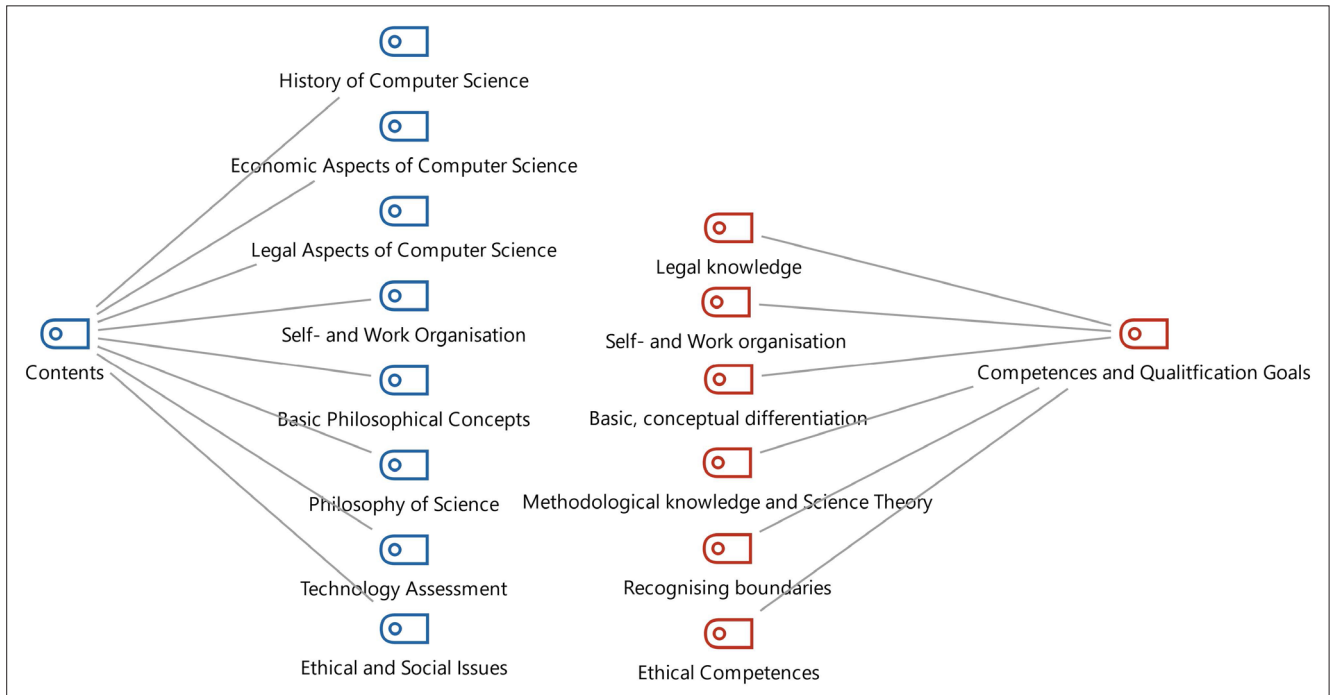 History of Computer Science
Economic Aspects of Computer Science
Legal Aspects of Computer Science
Self- and Work Organisation
Contents
Basic Philosophical Concepts
Philosophy of Science
Technology Assessment
Ethical and Social Issues
Legal knowledge
Self- and Work organisation
Basic, conceptual differentiation
Methodological knowledge and Science Theory
Recognising boundaries
Ethical Competences
Competences and Qualitfication Goals